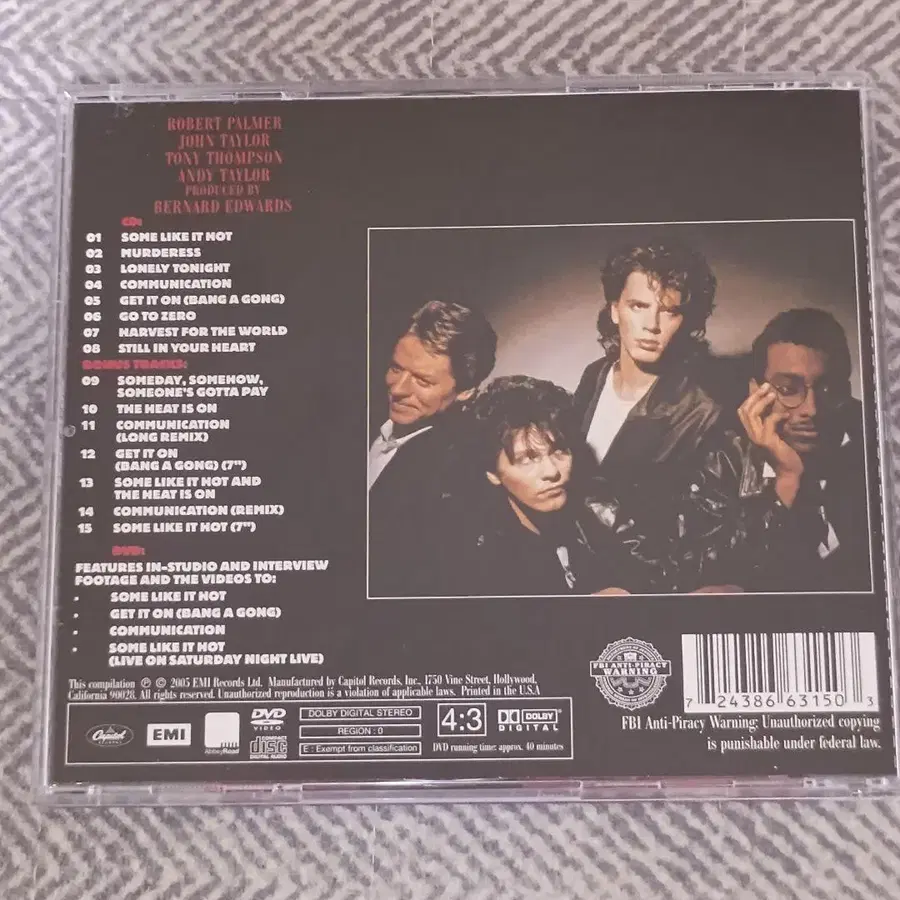 ROBERT PALMER
JOHN TAYLOR
TONY THOMPSON
ANDY TAYLOR
PRODUCED BY
BERNARD EDWARDS
CD:
01 SOME LIKE IT HOT
02 MURDERESS
03 LONELY TONIGHT
04 COMMUNICATION
05 GET IT ON (BANG A GONG)
06 GO TO ZERO
07 HARVEST FOR THE WORLD
08 STILL IN YOUR HEART
BONUS TRACKS:
09 SOMEDAY, SOMEHOW,
SOMEONE'S GOTTA PAY
10 THE HEAT IS ON
11 COMMUNICATION
(LONG REMIX)
12 GET IT ON
(BANG A GONG) (7")
13 SOME LIKE IT HOT AND
THE HEAT IS ON
14 COMMUNICATION (REMIX)
15 SOME LIKE IT HOT (7")
DVD:
FEATURES IN-STUDIO AND INTERVIEW
FOOTAGE AND THE VIDEOS TO:
• SOME LIKE IT HOT
• GET IT ON (BANG A GONG)
• COMMUNICATION
• SOME LIKE IT HOT
(LIVE ON SATURDAY NIGHT LIVE)
This compilation ℗ © 2005 EMI Records Ltd. Manufactured by Capitol Records, Inc. 1750 Vine Street, Hollywood,
California 90028. All rights reserved. Unauthorized reproduction is a violation of applicable laws. Printed in the U.S.A
Capitol
RECORDS
EMI
Abbey Road
DVD
VIDEO
COMPACT
disc
DIGITAL AUDIO
DOLBY DIGITAL STEREO
REGION : 0
E : Exempt from classification
4:3
DOLBY
DIGITAL
DVD running time: approx. 40 minutes
FBI ANTI-PIRACY
WARNING
7 24386 63150 3
FBI Anti-Piracy Warning: Unauthorized copying
is punishable under federal law.